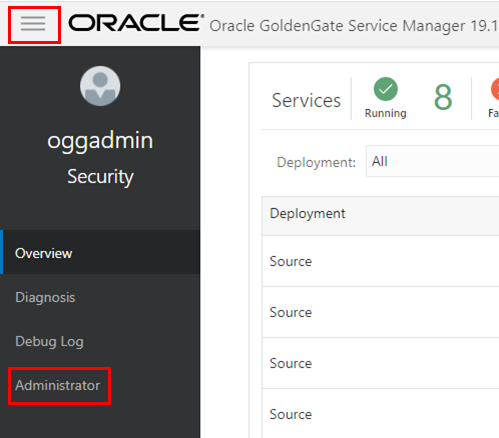 ORACLE Oracle GoldenGate Service Manager 19.1
oggadmin
Security
Overview
Diagnosis
Debug Log
Administrator
Services
Running
8
Fa
Deployment: All
Deployment
Source
Source
Source
Source